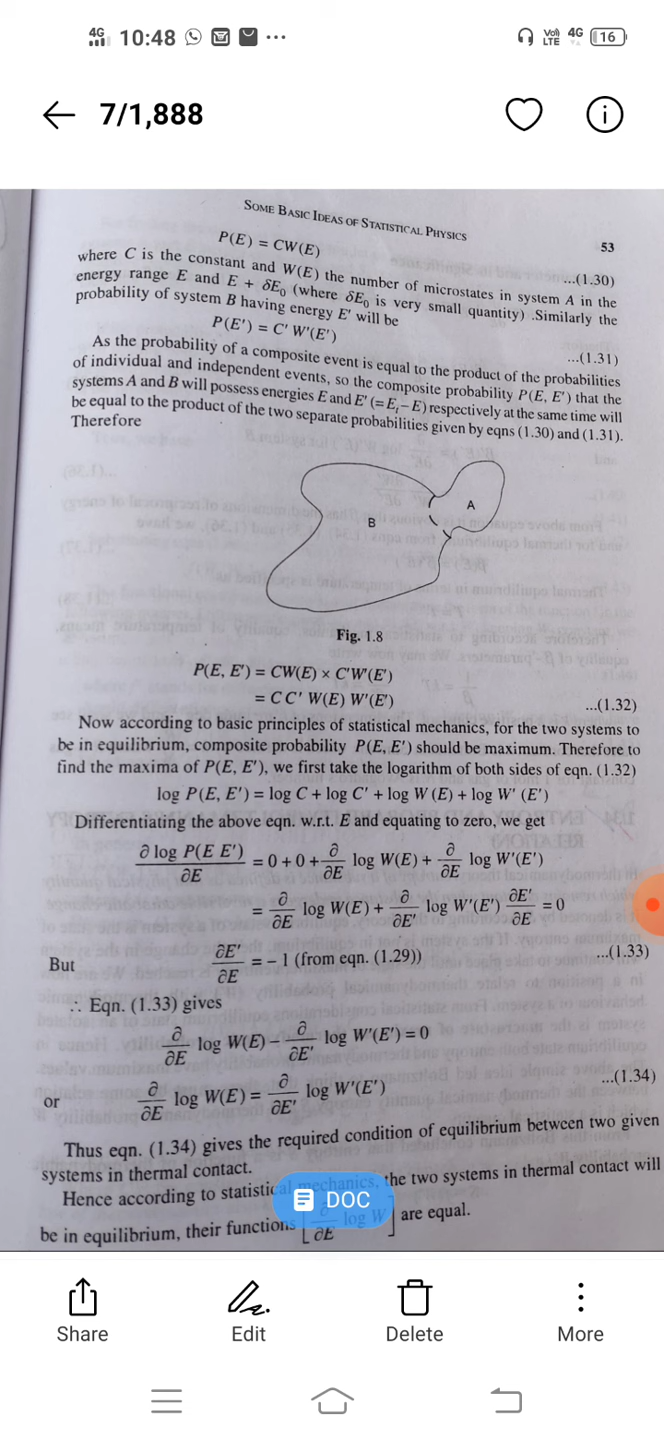 4G 10:48 ... VoD LTE 4G 16
7/1,888
SOME BASIC IDEAS OF STATISTICAL PHYSICS
53
P(E) = CW(E)
...(1.30)
where C is the constant and W(E) the number of microstates in system A in the
energy range E and E + δE₀ (where δE₀ is very small quantity) .Similarly the
probability of system B having energy E' will be
P(E') = C' W'(E')
...(1.31)
As the probability of a composite event is equal to the product of the probabilities
of individual and independent events, so the composite probability P(E, E') that the
systems A and B will possess energies E and E' (= Eₜ – E) respectively at the same time will
be equal to the product of the two separate probabilities given by eqns (1.30) and (1.31).
Therefore
A
B
Fig. 1.8
P(E, E') = CW(E) × C'W'(E')
= C C' W(E) W'(E')
...(1.32)
Now according to basic principles of statistical mechanics, for the two systems to
be in equilibrium, composite probability P(E, E') should be maximum. Therefore to
find the maxima of P(E, E'), we first take the logarithm of both sides of eqn. (1.32)
log P(E, E') = log C + log C' + log W (E) + log W' (E')
Differentiating the above eqn. w.r.t. E and equating to zero, we get
∂ log P(E E')/∂E = 0 + 0 + ∂/∂E log W(E) + ∂/∂E log W'(E')
= ∂/∂E log W(E) + ∂/∂E' log W'(E') ∂E'/∂E = 0
...(1.33)
But ∂E'/∂E = – 1 (from eqn. (1.29))
∴ Eqn. (1.33) gives
∂/∂E log W(E) – ∂/∂E' log W'(E') = 0
or ∂/∂E log W(E) = ∂/∂E' log W'(E')
...(1.34)
Thus eqn. (1.34) gives the required condition of equilibrium between two given
systems in thermal contact.
Hence according to statistical mechanics, the two systems in thermal contact will
be in equilibrium, their functions [∂/∂E log W] are equal.
DOC
Share Edit Delete More